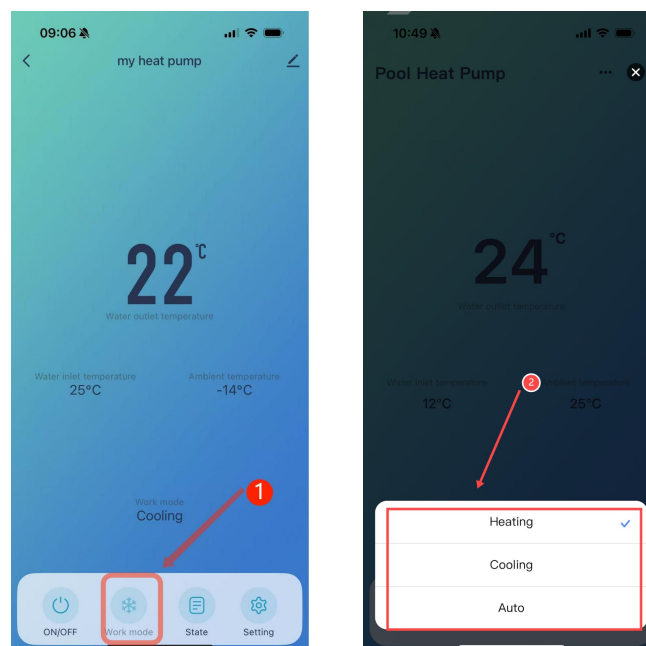 09:06
my heat pump
22°C
Water outlet temperature
Water inlet temperature
25°C
Ambient temperature
-14°C
Work mode
Cooling
1
ON/OFF
Work mode
State
Setting
10:49
Pool Heat Pump
24°C
Water outlet temperature
Water inlet temperature
12°C
Ambient temperature
25°C
2
Heating
Cooling
Auto